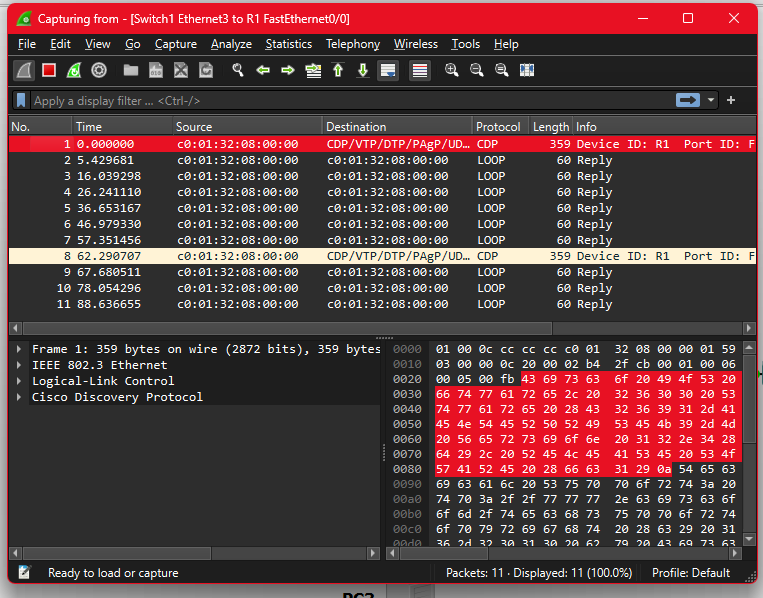 Capturing from - [Switch1 Ethernet3 to R1 FastEthernet0/0]
File Edit View Go Capture Analyze Statistics Telephony Wireless Tools Help
Apply a display filter ... <Ctrl-/>
No. Time Source Destination Protocol Length Info
1 0.000000 c0:01:32:08:00:00 CDP/VTP/DTP/PAgP/UD… CDP 359 Device ID: R1 Port ID: F
2 5.429681 c0:01:32:08:00:00 c0:01:32:08:00:00 LOOP 60 Reply
3 16.039298 c0:01:32:08:00:00 c0:01:32:08:00:00 LOOP 60 Reply
4 26.241110 c0:01:32:08:00:00 c0:01:32:08:00:00 LOOP 60 Reply
5 36.653167 c0:01:32:08:00:00 c0:01:32:08:00:00 LOOP 60 Reply
6 46.979330 c0:01:32:08:00:00 c0:01:32:08:00:00 LOOP 60 Reply
7 57.351456 c0:01:32:08:00:00 c0:01:32:08:00:00 LOOP 60 Reply
8 62.290707 c0:01:32:08:00:00 CDP/VTP/DTP/PAgP/UD… CDP 359 Device ID: R1 Port ID: F
9 67.680511 c0:01:32:08:00:00 c0:01:32:08:00:00 LOOP 60 Reply
10 78.054296 c0:01:32:08:00:00 c0:01:32:08:00:00 LOOP 60 Reply
11 88.636655 c0:01:32:08:00:00 c0:01:32:08:00:00 LOOP 60 Reply
Frame 1: 359 bytes on wire (2872 bits), 359 bytes
IEEE 802.3 Ethernet
Logical-Link Control
Cisco Discovery Protocol
0000 01 00 0c cc cc cc c0 01 32 08 00 00 01 59
0010 03 00 00 0c 20 00 02 b4 2f cb 00 01 00 06
0020 00 05 00 fb 43 69 73 63 6f 20 49 4f 53 20
0030 66 74 77 61 72 65 2c 20 32 36 30 30 20 53
0040 74 77 61 72 65 20 28 43 32 36 39 31 2d 41
0050 45 4e 54 45 52 50 52 49 53 45 4b 39 2d 4d
0060 20 56 65 72 73 69 6f 6e 20 31 32 2e 34 28
0070 64 29 2c 20 52 45 4c 45 41 53 45 20 53 4f
0080 57 41 52 45 20 28 66 63 31 29 0a 54 65 63
0090 69 63 61 6c 20 53 75 70 70 6f 72 74 3a 20
00a0 74 70 3a 2f 2f 77 77 77 2e 63 69 73 63 6f
00b0 6f 6d 2f 74 65 63 68 73 75 70 70 6f 72 74
00c0 6f 70 79 72 69 67 68 74 20 28 63 29 20 31
00d0 36 2d 32 30 31 30 20 62 79 20 43 69 73 63
Ready to load or capture
Packets: 11 · Displayed: 11 (100.0%)
Profile: Default
PC2